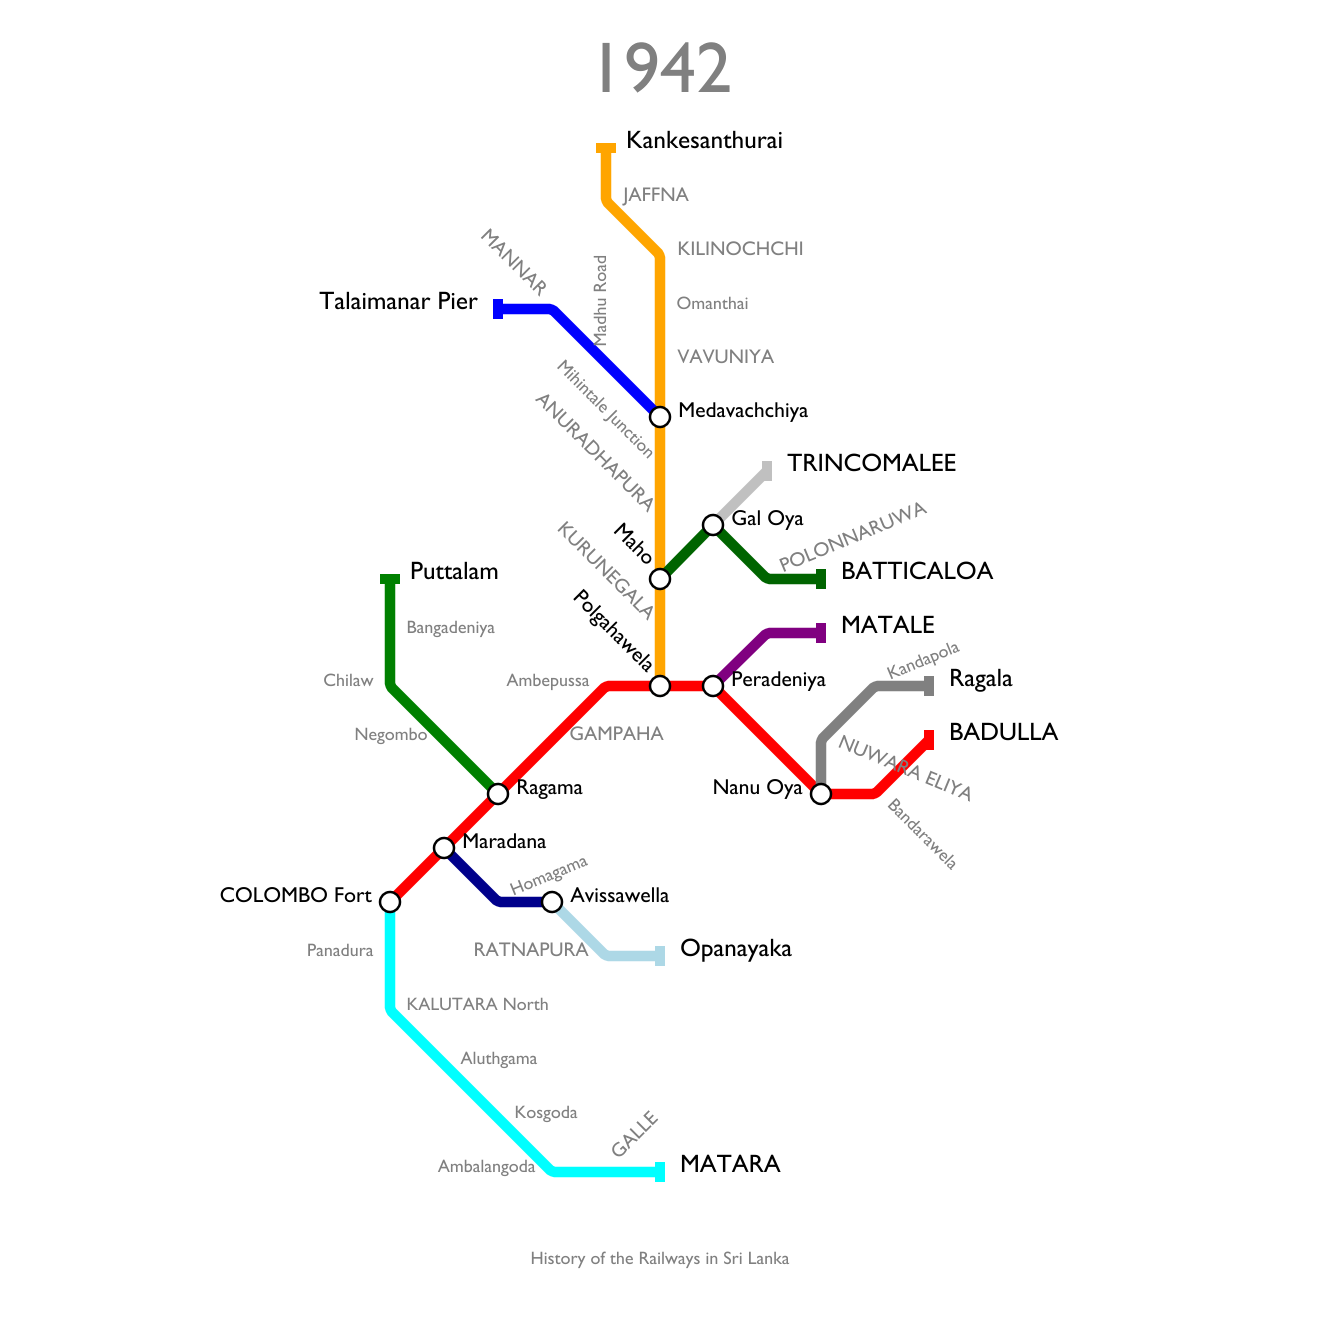 1942
Kankesanthurai
JAFFNA
MANNAR
KILINOCHCHI
Madhu Road
Talaimanar Pier
Omanthai
VAVUNIYA
Mihintale Junction
Medavachchiya
ANURADHAPURA
TRINCOMALEE
Gal Oya
POLONNARUWA
Maho
KURUNEGALA
Puttalam
BATTICALOA
Polgahawela
Bangadeniya
MATALE
Kandapola
Chilaw
Ambepussa
Peradeniya
Ragala
Negombo
GAMPAHA
NUWARA ELIYA
BADULLA
Ragama
Nanu Oya
Bandarawela
Maradana
Homagama
COLOMBO Fort
Avissawella
Panadura
RATNAPURA
Opanayaka
KALUTARA North
Aluthgama
Kosgoda
GALLE
Ambalangoda
MATARA
History of the Railways in Sri Lanka